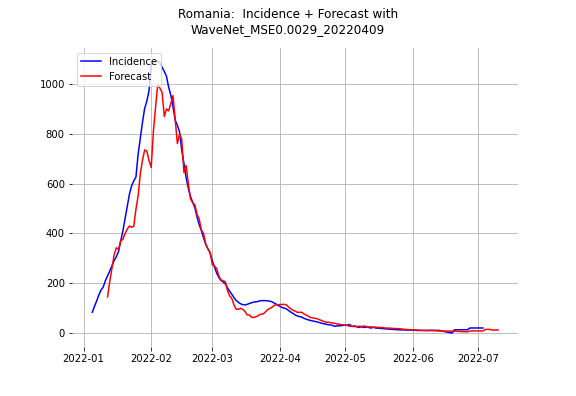 Romania:  Incidence + Forecast with
WaveNet_MSE0.0029_20220409
Incidence
Forecast
1000
800
600
400
200
0
2022-01 2022-02 2022-03 2022-04 2022-05 2022-06 2022-07